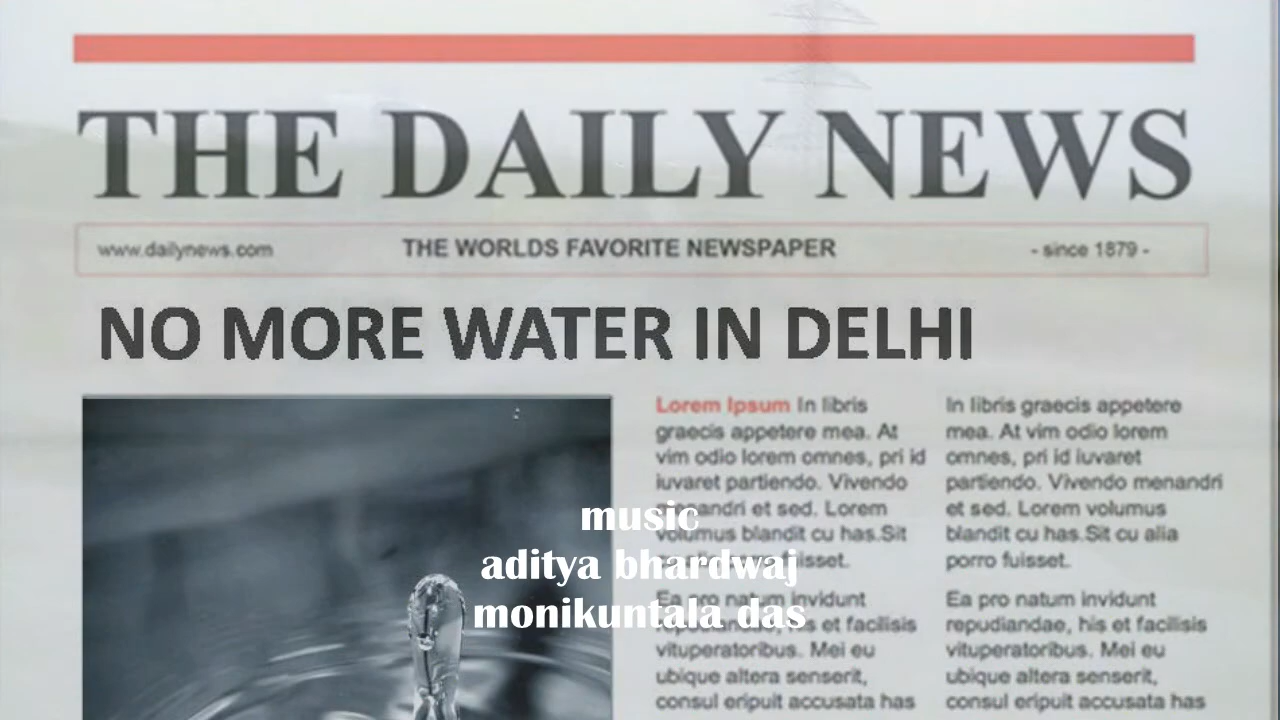 THE DAILY NEWS
www.dailynews.com THE WORLDS FAVORITE NEWSPAPER - since 1879 -
NO MORE WATER IN DELHI
Lorem Ipsum In libris
graecis appetere mea. At
vim odio lorem omnes, pri id
iuvaret partiendo. Vivendo
et sed. Lorem
volumus blandit cu has.Sit
Ea pro natum invidunt
his et facilisis
vituperatoribus. Mei eu
ubique altera senserit,
consul eripuit accusata has
In libris graecis appetere
mea. At vim odio lorem
omnes, pri id iuvaret
partiendo. Vivendo menandri
et sed. Lorem volumus
blandit cu has.Sit cu alia
porro fuisset.
Ea pro natum invidunt
repudiandae, his et facilisis
vituperatoribus. Mei eu
ubique altera senserit,
consul eripuit accusata has
music
aditya bhardwaj
monikuntala das